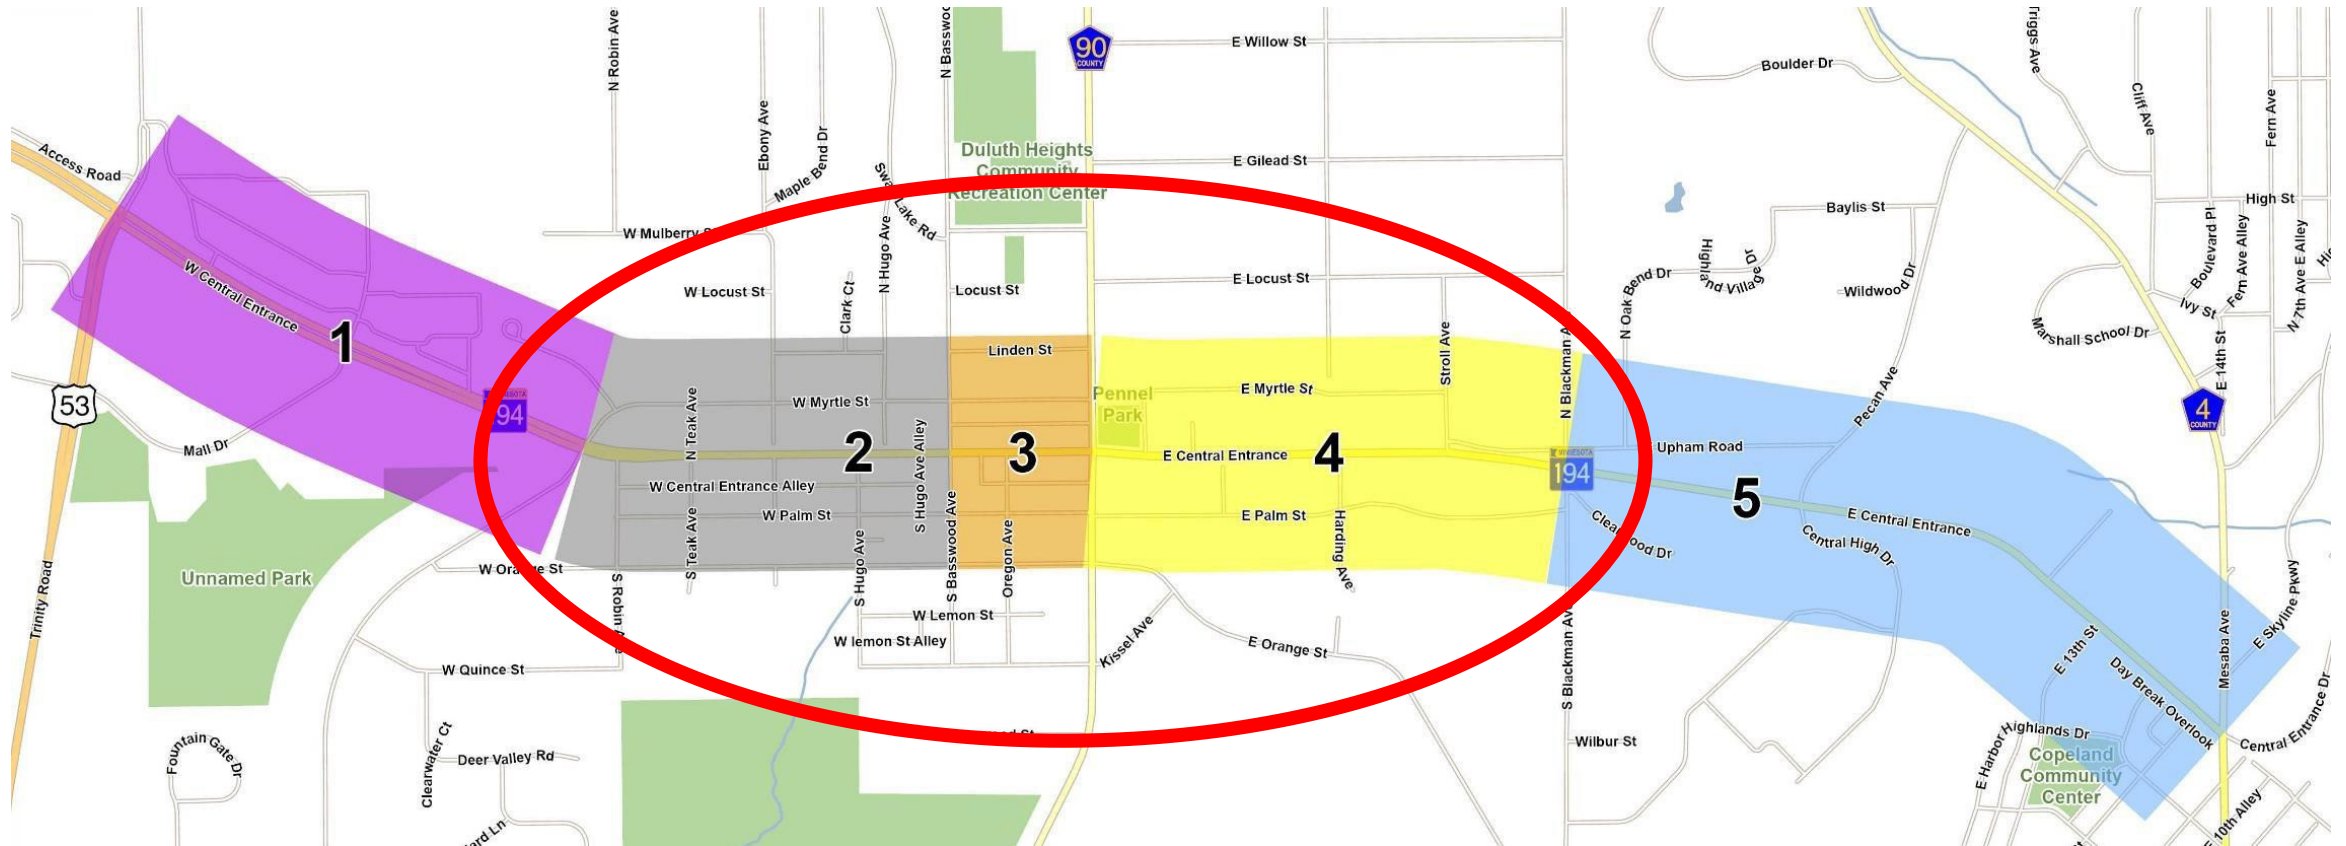 N Robin Ave
Ebony Ave
Maple Bend Dr
90
COUNTY
E Willow St
Boulder Dr
Cliff Ave
Fern Ave
Access Road
Duluth Heights
Community
Recreation Center
E Gilead St
High St
W Central Entrance
W Mulberry
Lake Rd
N Hugo Ave
Baylis St
Highland Village Dr
Boulevard Pl
Fern Ave Alley
N 7th Ave E Alley
W Locust St
Clark Ct
Locust St
E Locust St
N Oak Bend Dr
Wildwood Dr
Ivy St
Marshall School Dr
1
Linden St
Stroll Ave
N Blackman
E 14th St
53
94
W Myrtle St
N Teak Ave
Pennel
Park
E Myrtle St
Pecan Ave
4
COUNTY
Mall Dr
2
3
4
E Central Entrance
S Hugo Ave Alley
MINNESOTA
194
Upham Road
5
W Central Entrance Alley
W Palm St
S Teak Ave
S Basswood Ave
E Palm St
Harding Ave
E Central Entrance
Central High Dr
Unnamed Park
W Orange St
S Robin
S Hugo Ave
Oregon Ave
Dr
Trinity Road
W Lemon St
W lemon St Alley
Kissel Ave
E Orange St
S Blackman
E 13th St
Mesaba Ave
E Skyline Pkwy
W Quince St
Day Break Overlook
Fountain Gate Dr
Clearwater Ct
Deer Valley Rd
Wilbur St
E Harbor Highlands Dr
Central Entrance Dr
Copeland
Community
Center
E 10th Alley